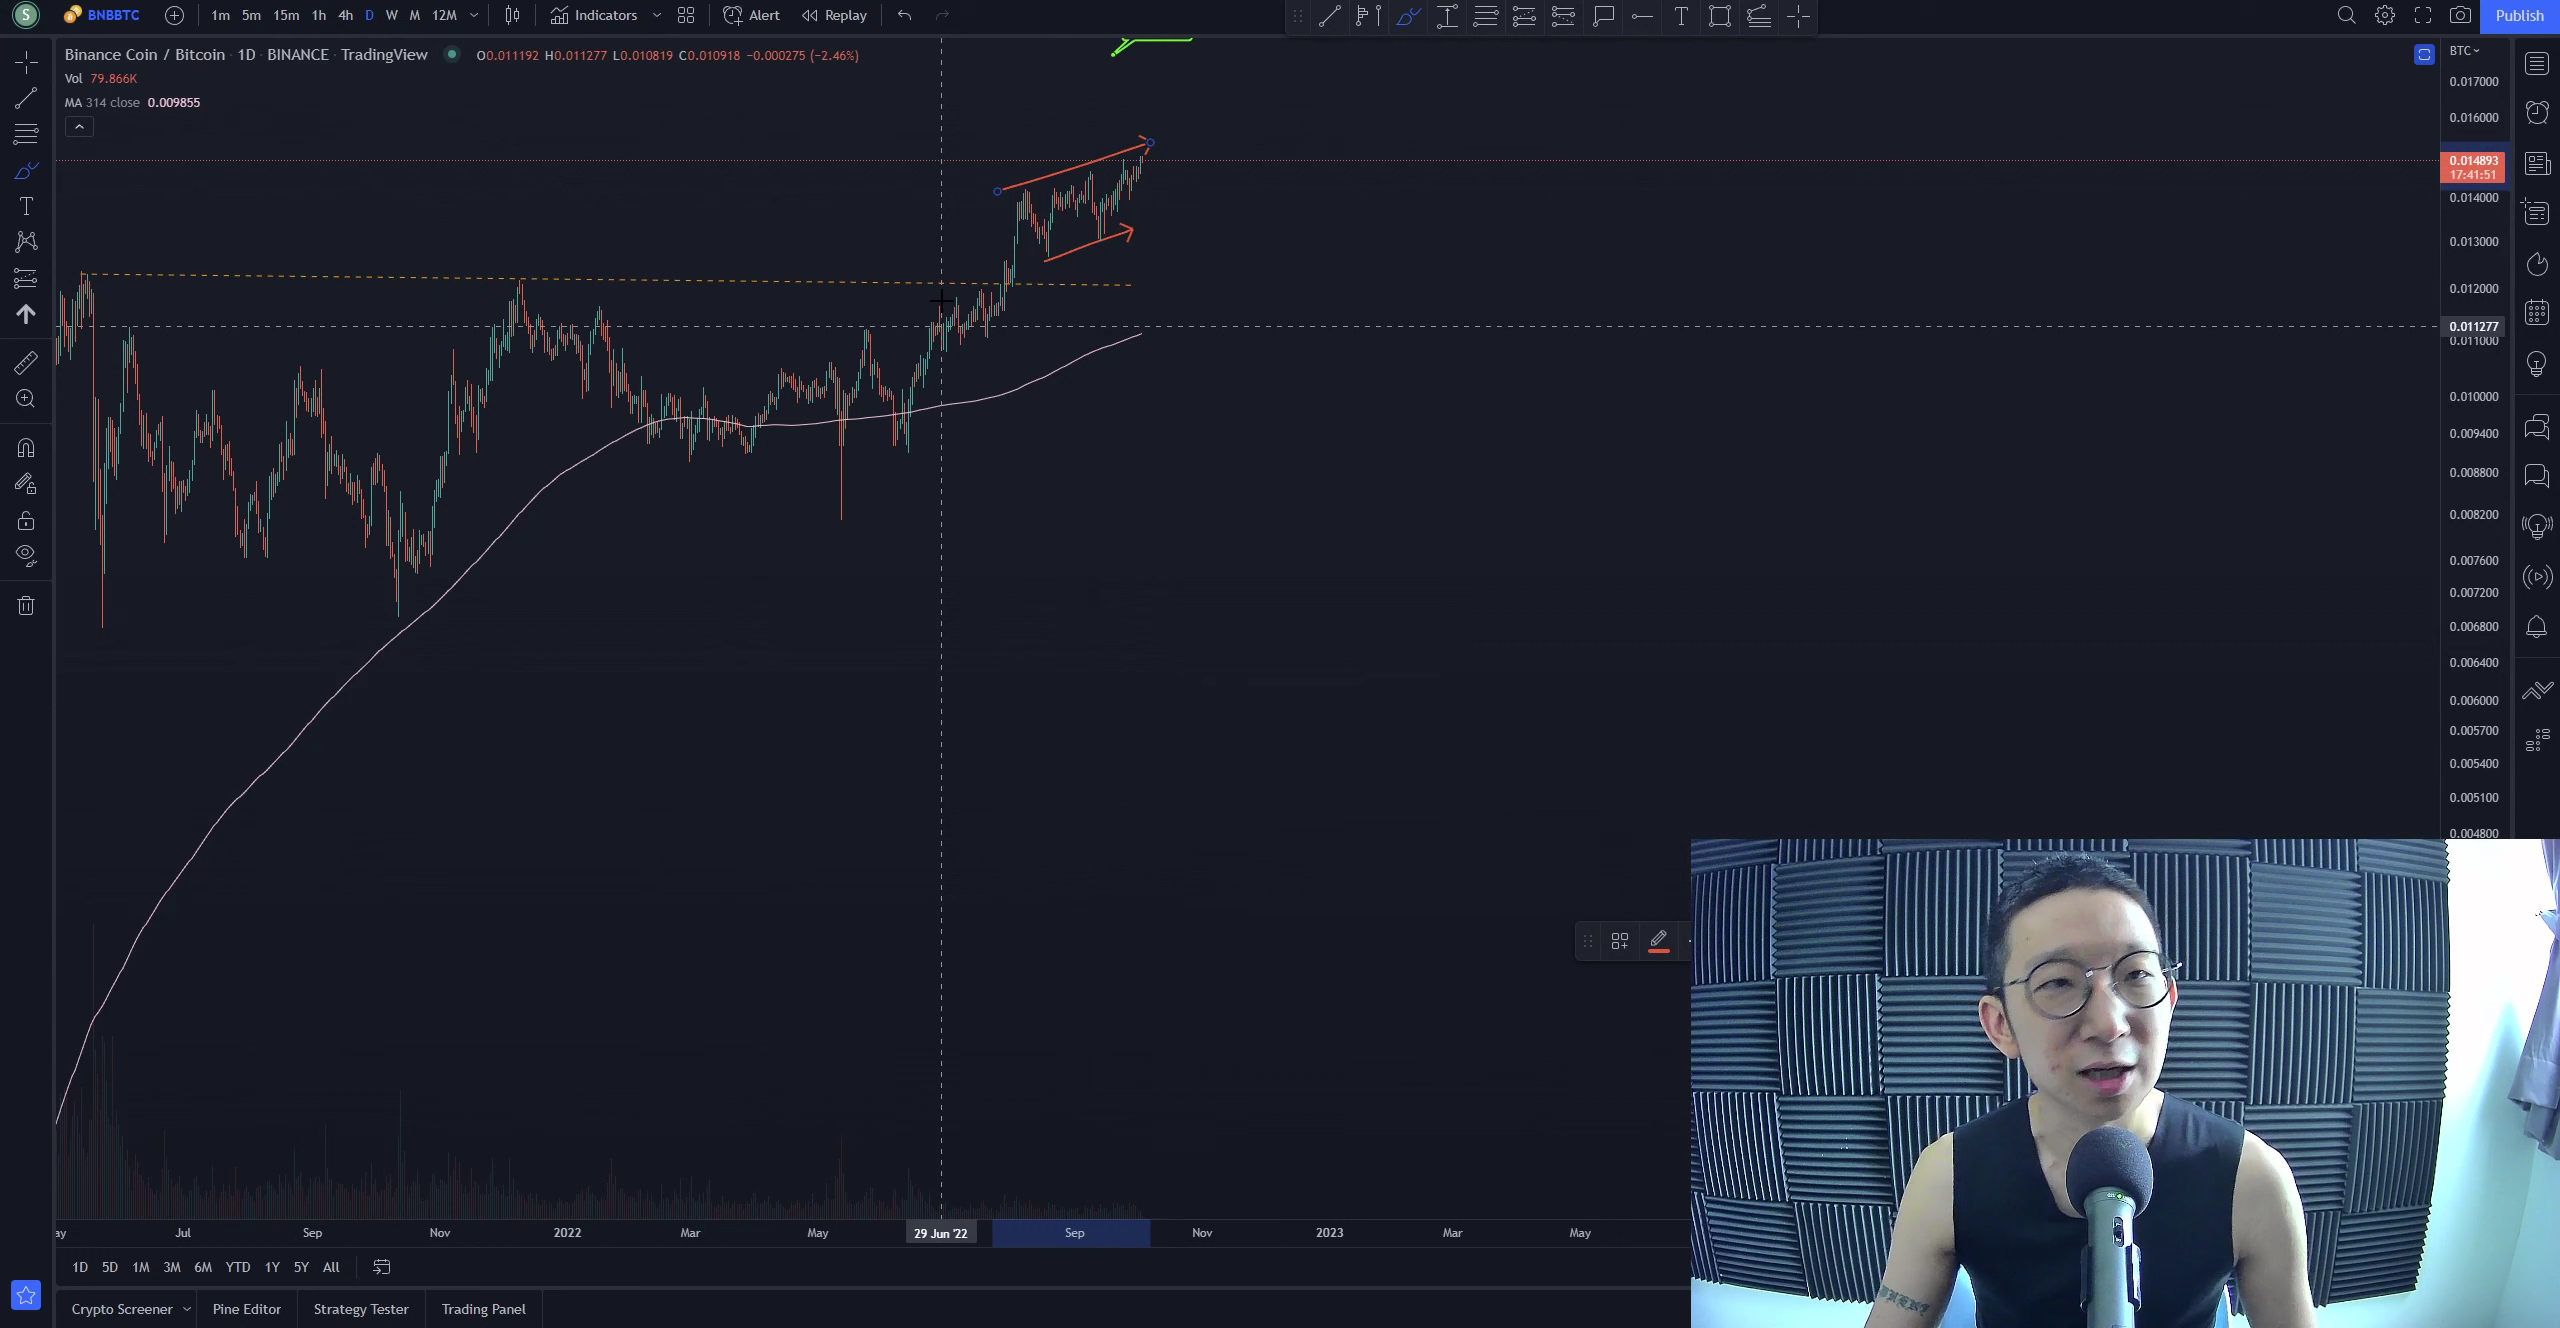 S BNBBTC 1m 5m 15m 1h 4h D W M 12M Indicators Alert Replay T Publish
Binance Coin / Bitcoin · 1D · BINANCE · TradingView O0.011192 H0.011277 L0.010819 C0.010918 −0.000275 (−2.46%)
Vol 79.866K
MA 314 close 0.009855
T
BTC
0.017000
0.016000
0.014893
17:41:51
0.014000
0.013000
0.012000
0.011277
0.011000
0.010000
0.009400
0.008800
0.008200
0.007600
0.007200
0.006800
0.006400
0.006000
0.005700
0.005400
0.005100
0.004800
ay Jul Sep Nov 2022 Mar May 29 Jun '22 Sep Nov 2023 Mar May
1D 5D 1M 3M 6M YTD 1Y 5Y All
Crypto Screener Pine Editor Strategy Tester Trading Panel